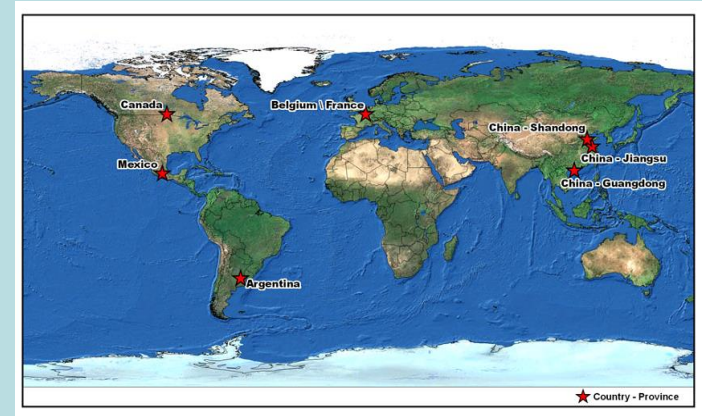 Canada
Belgium \ France
China - Shandong
China - Jiangsu
Mexico
China - Guangdong
Argentina
Country - Province